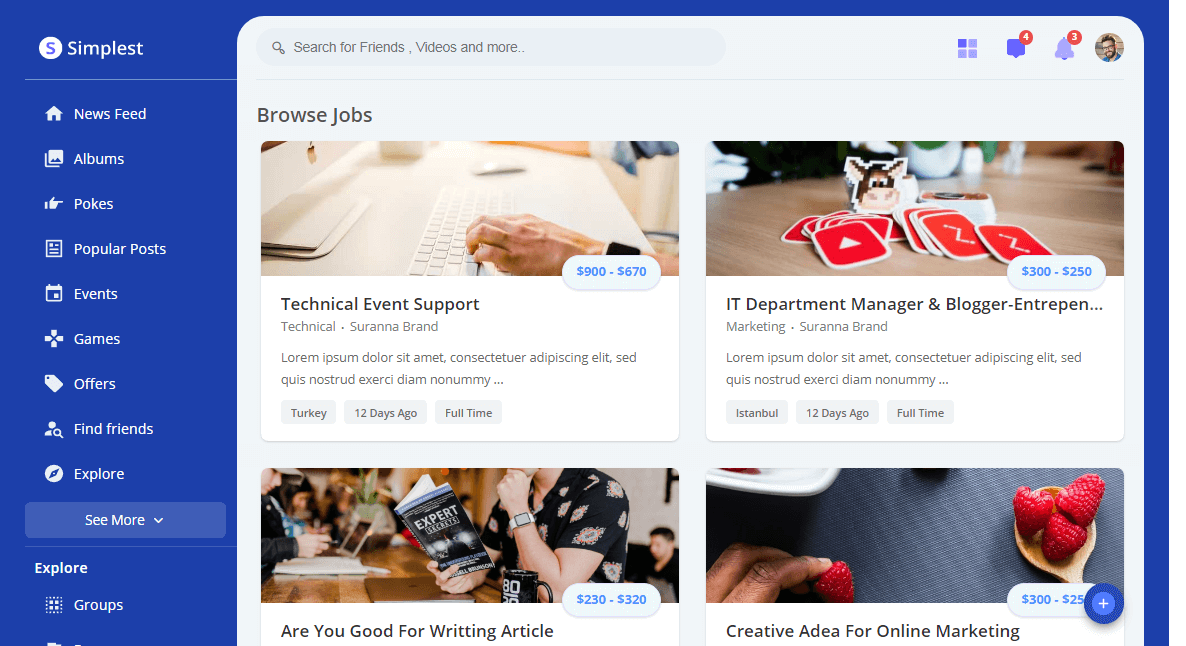 S Simplest
Search for Friends , Videos and more..
4
3
News Feed
Albums
Pokes
Popular Posts
Events
Games
Offers
Find friends
Explore
See More
Explore
Groups
Browse Jobs
$900 - $670
Technical Event Support
Technical · Suranna Brand
Lorem ipsum dolor sit amet, consectetuer adipiscing elit, sed
quis nostrud exerci diam nonummy ...
Turkey 12 Days Ago Full Time
$300 - $250
IT Department Manager & Blogger-Entrepen...
Marketing · Suranna Brand
Lorem ipsum dolor sit amet, consectetuer adipiscing elit, sed
quis nostrud exerci diam nonummy ...
Istanbul 12 Days Ago Full Time
EXPERT
SECRETS
$230 - $320
Are You Good For Writting Article
$300 - $25
Creative Adea For Online Marketing